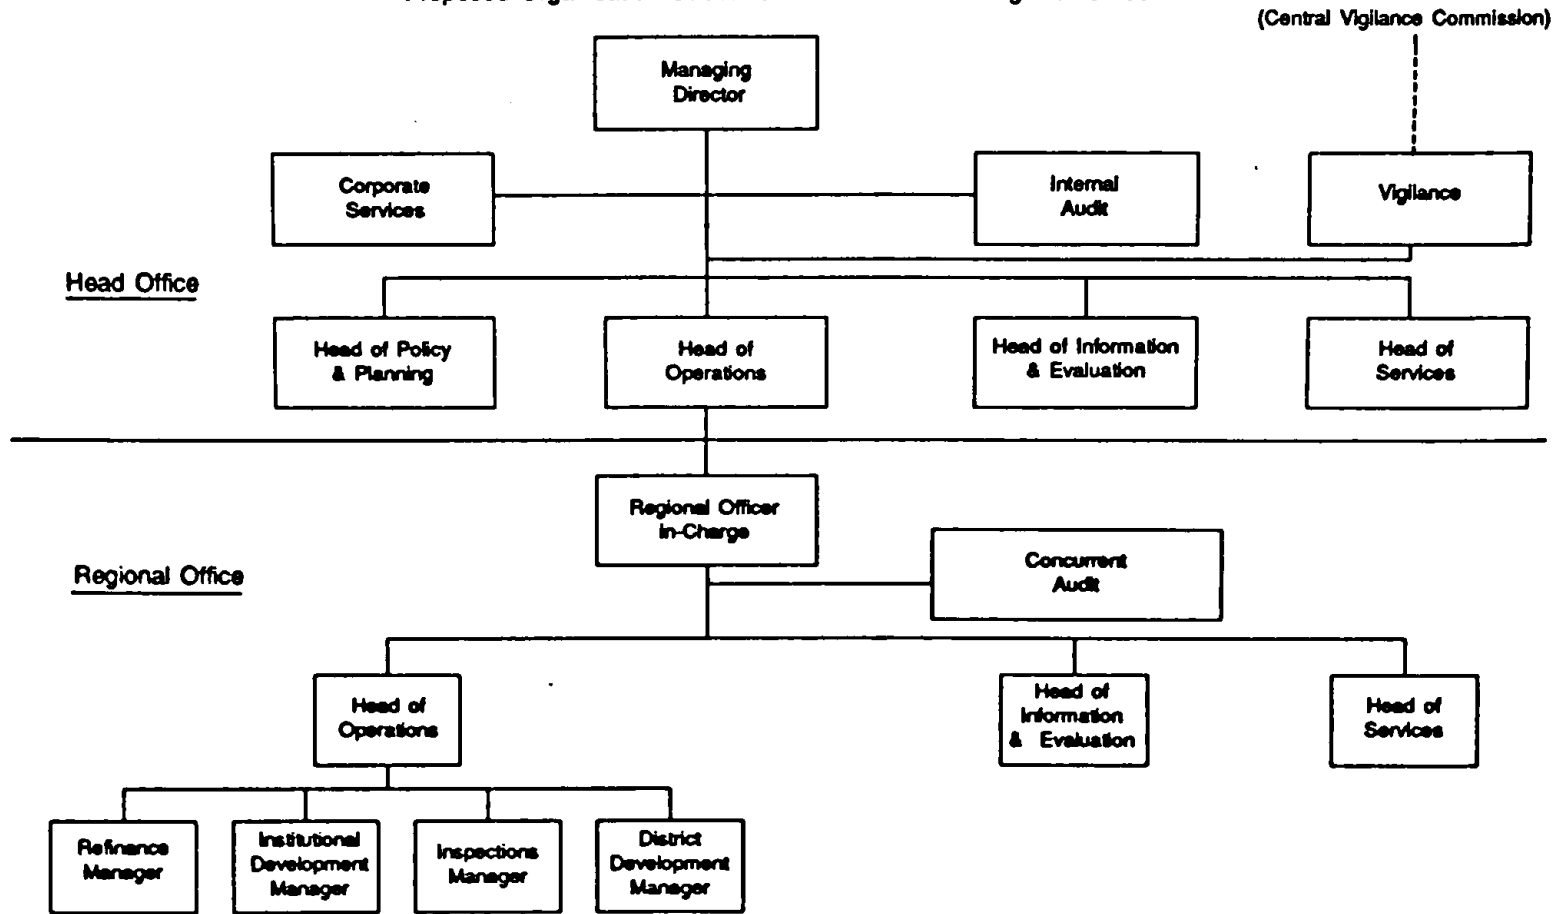 (Central Vigilance Commission)
Managing
Director
Corporate
Services
Internal
Audit
Vigilance
Head Office
Head of Policy
& Planning
Head of
Operations
Head of Information
& Evaluation
Head of
Services
Regional Officer
In-Charge
Concurrent
Audit
Regional Office
Head of
Operations
Head of
Information
& Evaluation
Head of
Services
Refinance
Manager
Institutional
Development
Manager
Inspections
Manager
District
Development
Manager